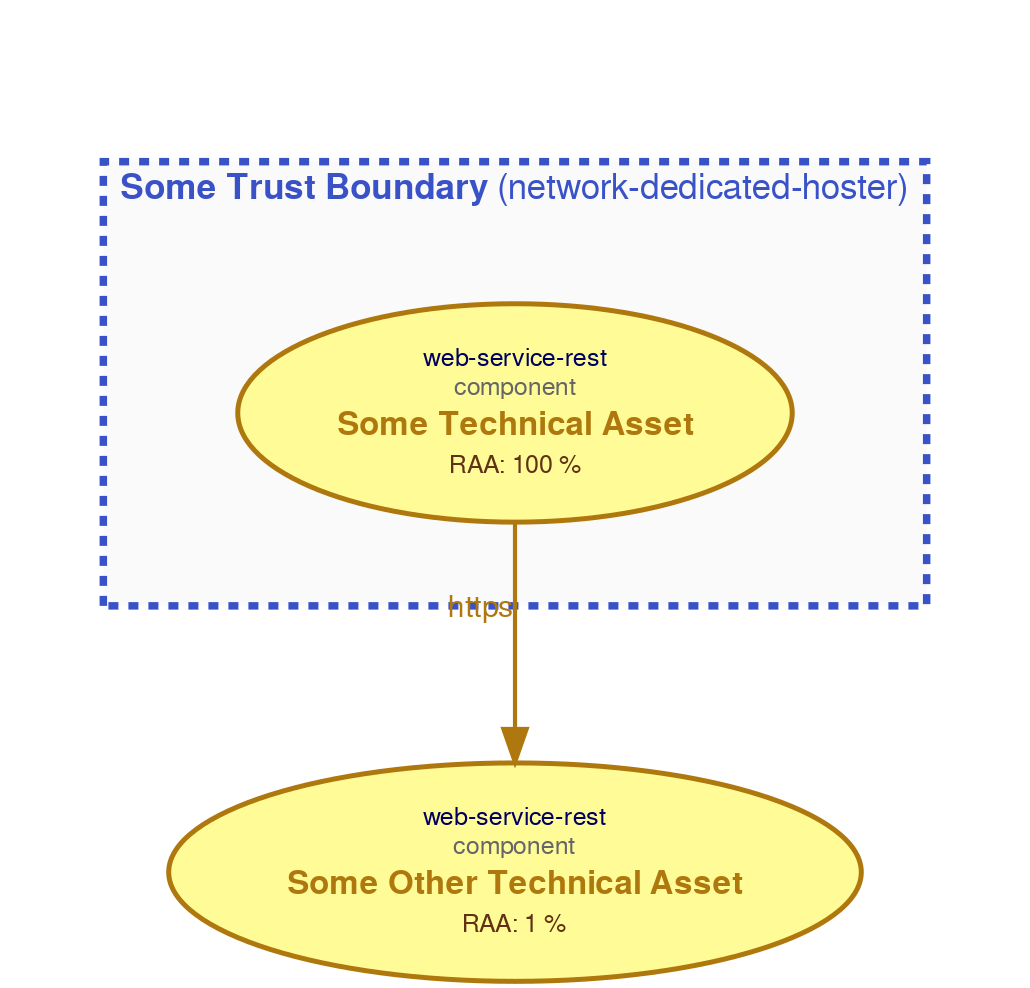 Some Trust Boundary (network-dedicated-hoster)
web-service-rest
component
Some Technical Asset
RAA: 100 %
https
web-service-rest
component
Some Other Technical Asset
RAA: 1 %